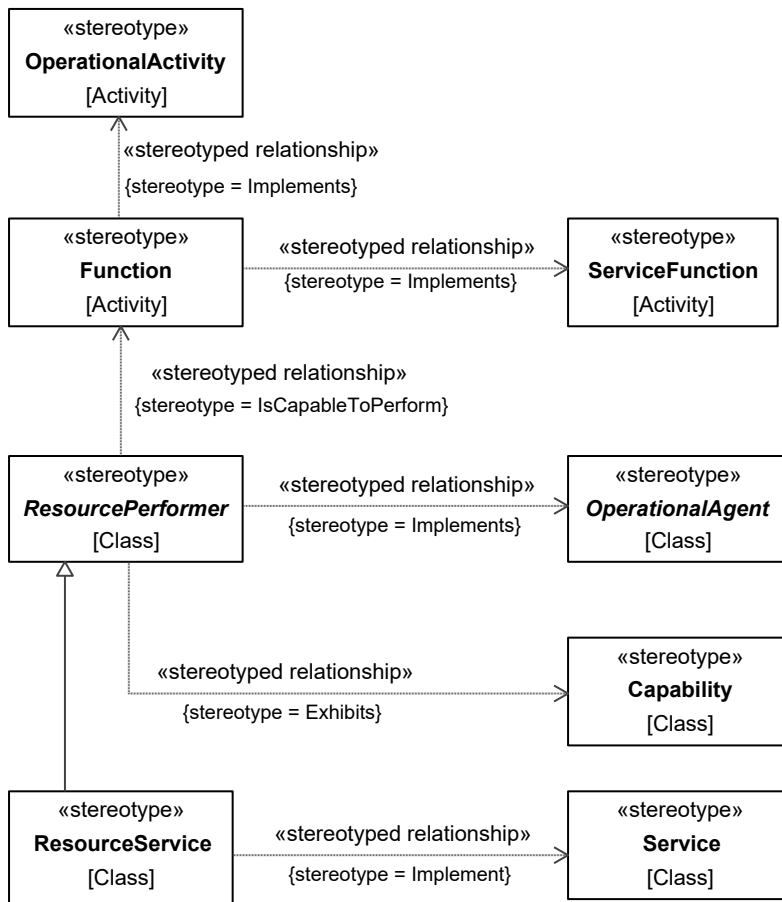 «stereotype»
OperationalActivity
[Activity]
«stereotyped relationship»
{stereotype = Implements}
«stereotype»
Function
[Activity]
«stereotyped relationship»
{stereotype = Implements}
«stereotype»
ServiceFunction
[Activity]
«stereotyped relationship»
{stereotype = IsCapableToPerform}
«stereotype»
ResourcePerformer
[Class]
«stereotyped relationship»
{stereotype = Implements}
«stereotype»
OperationalAgent
[Class]
«stereotyped relationship»
{stereotype = Exhibits}
«stereotype»
Capability
[Class]
«stereotype»
ResourceService
[Class]
«stereotyped relationship»
{stereotype = Implement}
«stereotype»
Service
[Class]